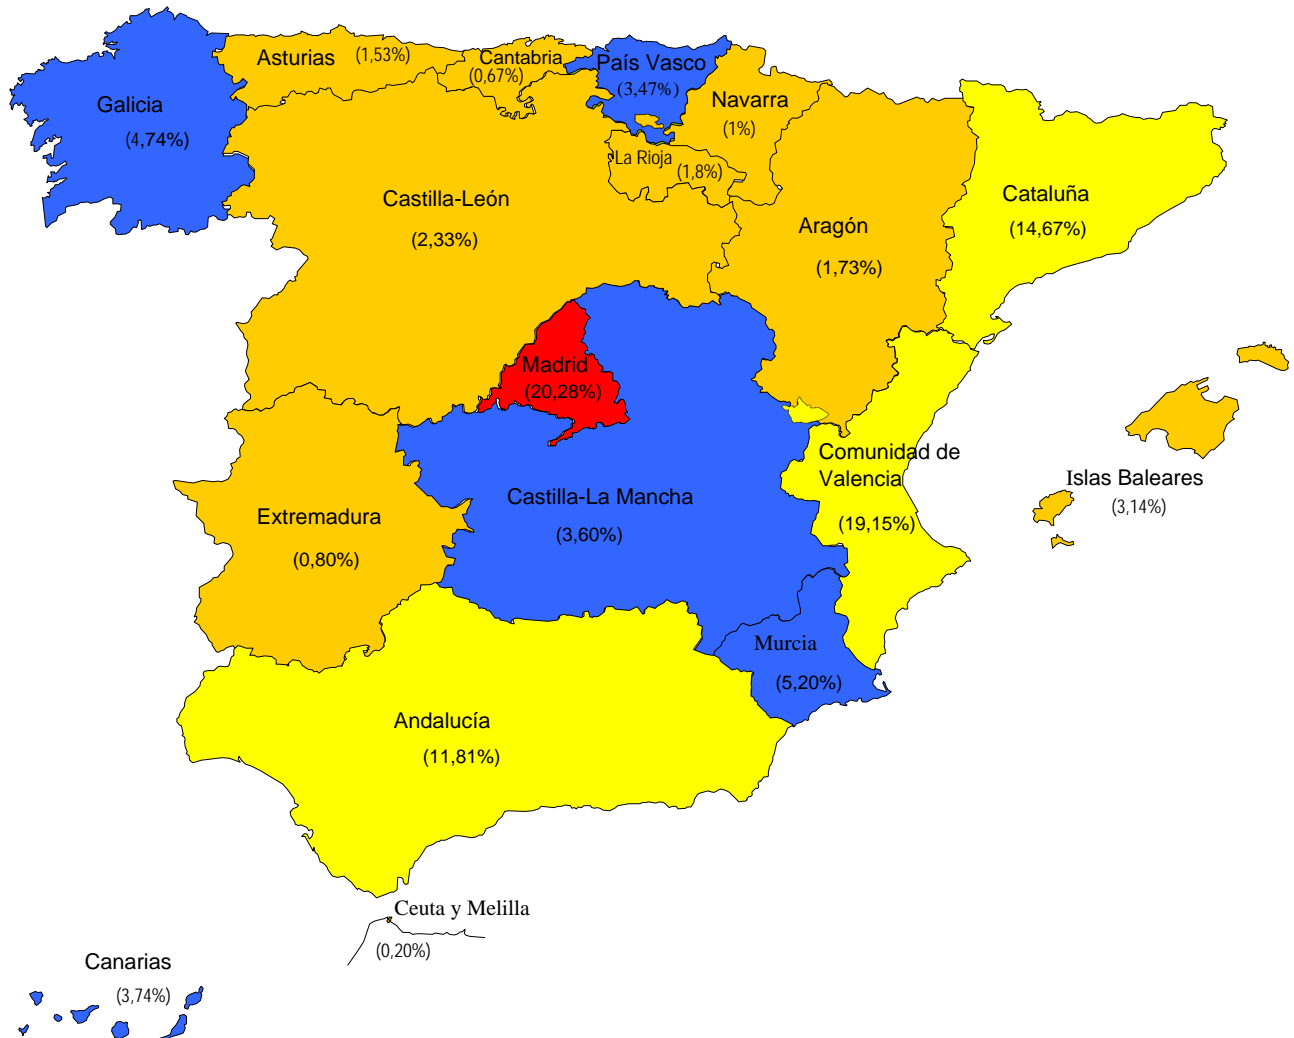 Asturias (1,53%)
Cantabria
(0,67%)
País Vasco
(3,47%)
Galicia
(4,74%)
Navarra
(1%)
La Rioja (1,8%)
Castilla-León
(2,33%)
Aragón
(1,73%)
Cataluña
(14,67%)
Madrid
(20,28%)
Comunidad de
Valencia
(19,15%)
Islas Baleares
(3,14%)
Castilla-La Mancha
(3,60%)
Extremadura
(0,80%)
Murcia
(5,20%)
Andalucía
(11,81%)
Ceuta y Melilla
(0,20%)
Canarias
(3,74%)